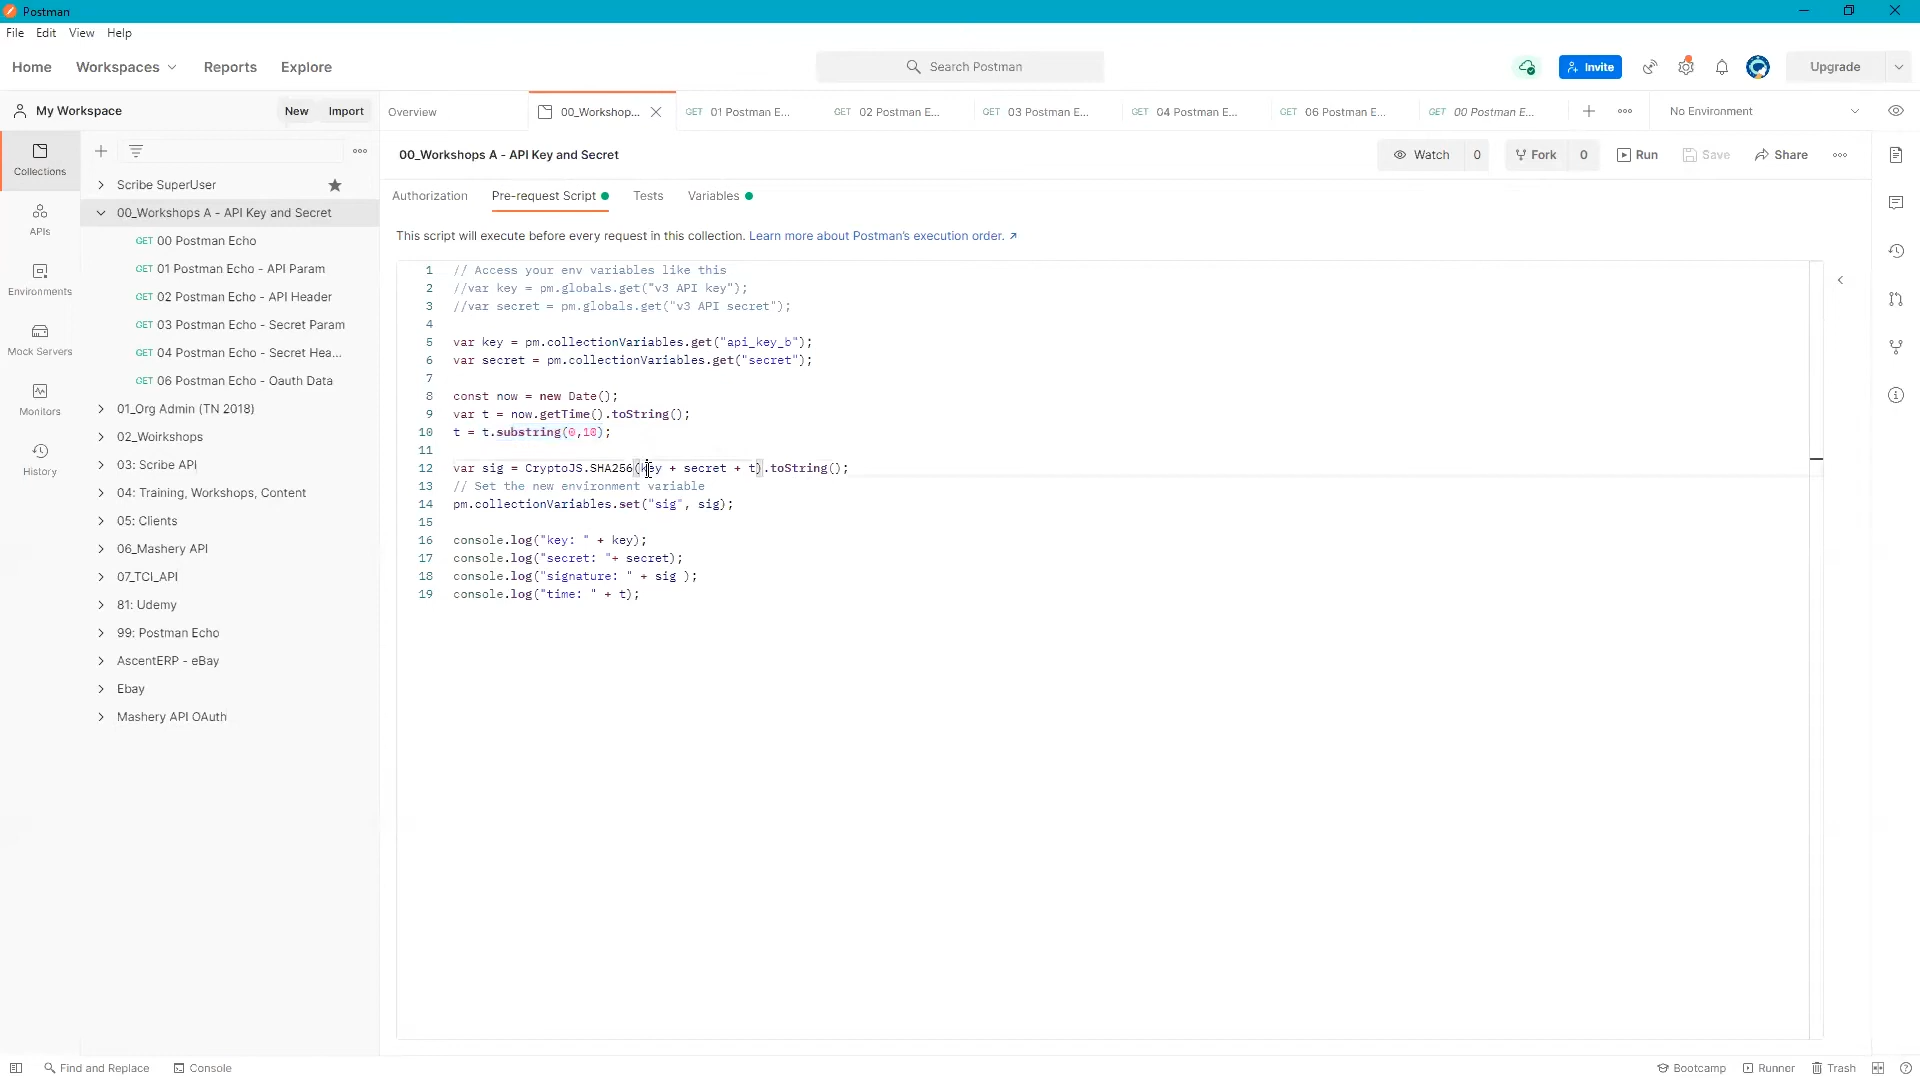 Postman
File Edit View Help
Home Workspaces Reports Explore Search Postman Invite Upgrade
My Workspace New Import Overview 00_Workshop... GET 01 Postman E... GET 02 Postman E... GET 03 Postman E... GET 04 Postman E... GET 06 Postman E... GET 00 Postman E... No Environment
00_Workshops A - API Key and Secret Watch 0 Fork 0 Run Save Share
Authorization Pre-request Script Tests Variables
This script will execute before every request in this collection. Learn more about Postman's execution order. ↗
Collections
APIs
Environments
Mock Servers
Monitors
History
Scribe SuperUser
00_Workshops A - API Key and Secret
GET 00 Postman Echo
GET 01 Postman Echo - API Param
GET 02 Postman Echo - API Header
GET 03 Postman Echo - Secret Param
GET 04 Postman Echo - Secret Hea...
GET 06 Postman Echo - Oauth Data
01_Org Admin (TN 2018)
02_Woirkshops
03: Scribe API
04: Training, Workshops, Content
05: Clients
06_Mashery API
07_TCI_API
81: Udemy
99: Postman Echo
AscentERP - eBay
Ebay
Mashery API OAuth
1 // Access your env variables like this
2 //var key = pm.globals.get("v3 API key");
3 //var secret = pm.globals.get("v3 API secret");
4
5 var key = pm.collectionVariables.get("api_key_b");
6 var secret = pm.collectionVariables.get("secret");
7
8 const now = new Date();
9 var t = now.getTime().toString();
10 t = t.substring(0,10);
11
12 var sig = CryptoJS.SHA256(key + secret + t).toString();
13 // Set the new environment variable
14 pm.collectionVariables.set("sig", sig);
15
16 console.log("key: " + key);
17 console.log("secret: "+ secret);
18 console.log("signature: " + sig );
19 console.log("time: " + t);
Find and Replace Console Bootcamp Runner Trash